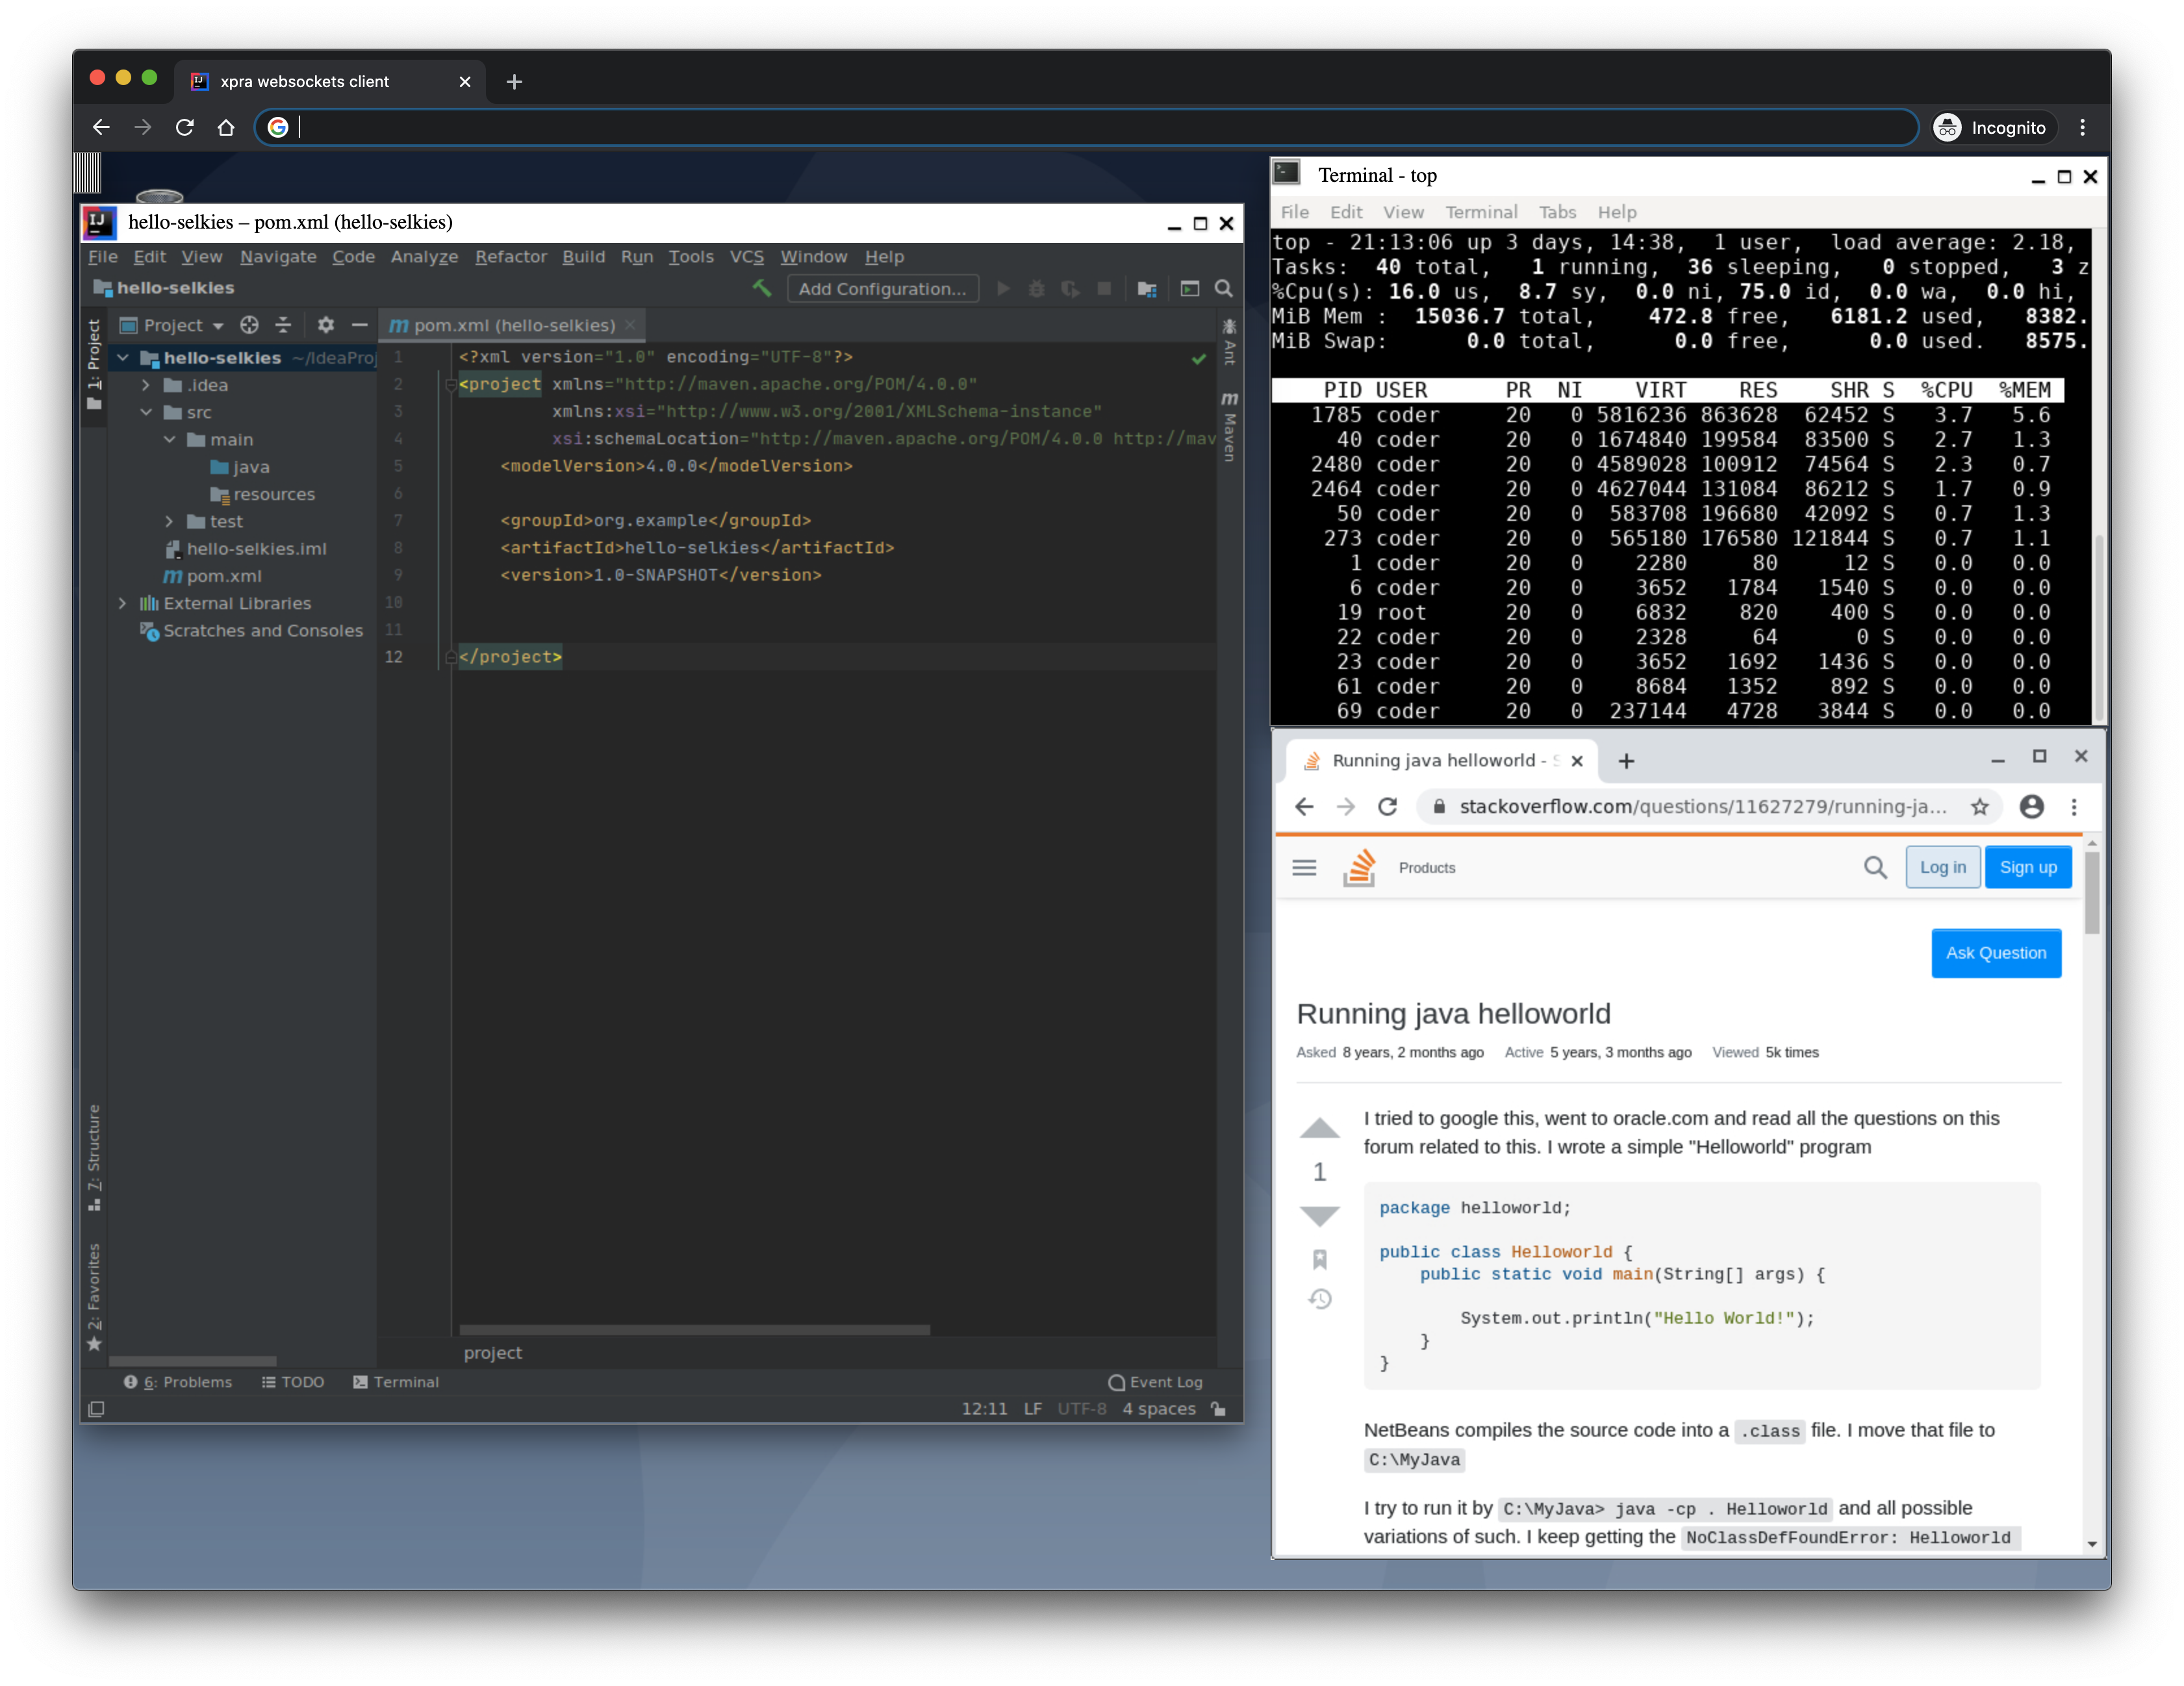 xpra websockets client
Incognito
hello-selkies – pom.xml (hello-selkies)
File Edit View Navigate Code Analyze Refactor Build Run Tools VCS Window Help
hello-selkies
Add Configuration...
1: Project
Project
pom.xml (hello-selkies)
hello-selkies ~/IdeaProj
.idea
src
main
java
resources
test
hello-selkies.iml
pom.xml
External Libraries
Scratches and Consoles
1 <?xml version="1.0" encoding="UTF-8"?>
2 <project xmlns="http://maven.apache.org/POM/4.0.0"
3 xmlns:xsi="http://www.w3.org/2001/XMLSchema-instance"
4 xsi:schemaLocation="http://maven.apache.org/POM/4.0.0 http://mav
5 <modelVersion>4.0.0</modelVersion>
6
7 <groupId>org.example</groupId>
8 <artifactId>hello-selkies</artifactId>
9 <version>1.0-SNAPSHOT</version>
10
11
12 </project>
Ant
Maven
7: Structure
2: Favorites
project
6: Problems TODO Terminal Event Log
12:11 LF UTF-8 4 spaces
Terminal - top
File Edit View Terminal Tabs Help
top - 21:13:06 up 3 days, 14:38, 1 user, load average: 2.18,
Tasks: 40 total, 1 running, 36 sleeping, 0 stopped, 3 z
%Cpu(s): 16.0 us, 8.7 sy, 0.0 ni, 75.0 id, 0.0 wa, 0.0 hi,
MiB Mem : 15036.7 total, 472.8 free, 6181.2 used, 8382.
MiB Swap: 0.0 total, 0.0 free, 0.0 used. 8575.
PID USER PR NI VIRT RES SHR S %CPU %MEM
1785 coder 20 0 5816236 863628 62452 S 3.7 5.6
40 coder 20 0 1674840 199584 83500 S 2.7 1.3
2480 coder 20 0 4589028 100912 74564 S 2.3 0.7
2464 coder 20 0 4627044 131084 86212 S 1.7 0.9
50 coder 20 0 583708 196680 42092 S 0.7 1.3
273 coder 20 0 565180 176580 121844 S 0.7 1.1
1 coder 20 0 2280 80 12 S 0.0 0.0
6 coder 20 0 3652 1784 1540 S 0.0 0.0
19 root 20 0 6832 820 400 S 0.0 0.0
22 coder 20 0 2328 64 0 S 0.0 0.0
23 coder 20 0 3652 1692 1436 S 0.0 0.0
61 coder 20 0 8684 1352 892 S 0.0 0.0
69 coder 20 0 237144 4728 3844 S 0.0 0.0
Running java helloworld - S
stackoverflow.com/questions/11627279/running-ja...
Products Log in Sign up
Ask Question
Running java helloworld
Asked 8 years, 2 months ago Active 5 years, 3 months ago Viewed 5k times
I tried to google this, went to oracle.com and read all the questions on this
forum related to this. I wrote a simple "Helloworld" program
1
package helloworld;
public class Helloworld {
public static void main(String[] args) {
System.out.println("Hello World!");
}
}
NetBeans compiles the source code into a .class file. I move that file to
C:\MyJava
I try to run it by C:\MyJava> java -cp . Helloworld and all possible
variations of such. I keep getting the NoClassDefFoundError: Helloworld